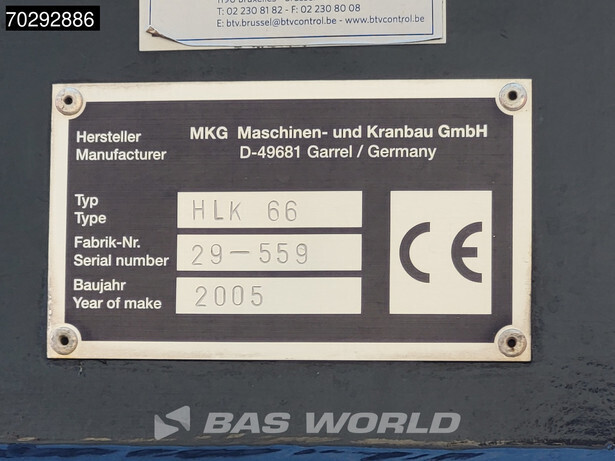 70292886
T: 02 230 81 82 - F: 02 230 80 08
E: btv.brussel@btvcontrol.be - www.btvcontrol.be
Hersteller
Manufacturer
MKG Maschinen- und Kranbau GmbH
D-49681 Garrel / Germany
Typ
Type
HLK 66
Fabrik-Nr.
Serial number
29-559
Baujahr
Year of make
2005
CE
BAS WORLD